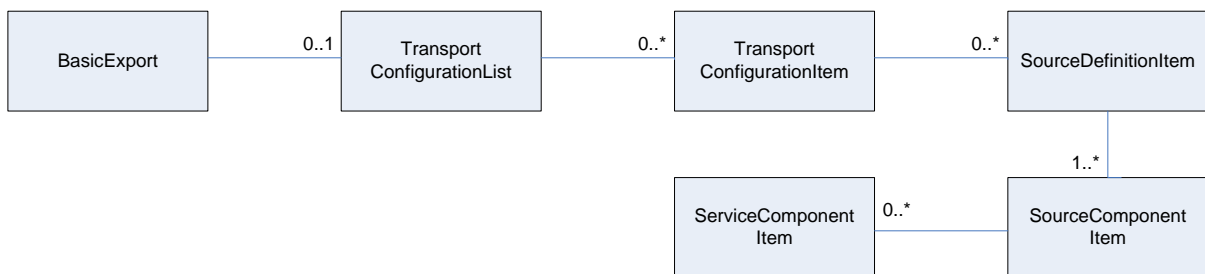 BasicExport
0..1
Transport
ConfigurationList
0..*
Transport
ConfigurationItem
0..*
SourceDefinitionItem
1..*
ServiceComponent
Item
0..*
SourceComponent
Item